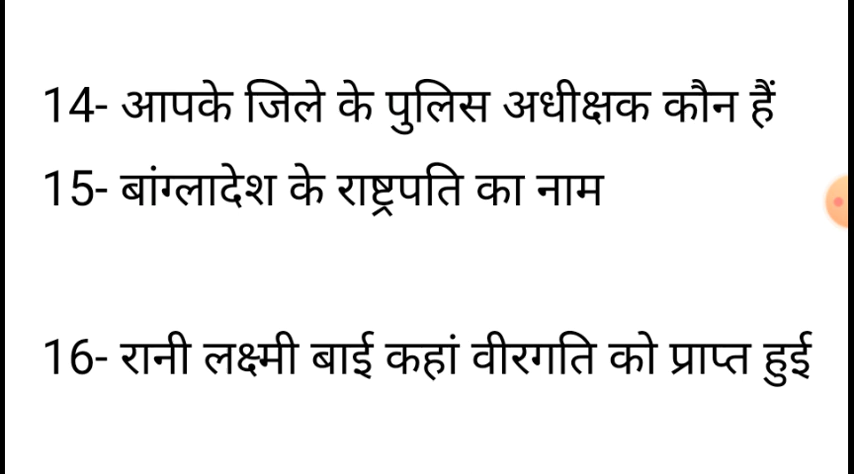 14- आपके जिले के पुलिस अधीक्षक कौन हैं
15- बांग्लादेश के राष्ट्रपति का नाम
16- रानी लक्ष्मी बाई कहां वीरगति को प्राप्त हुई